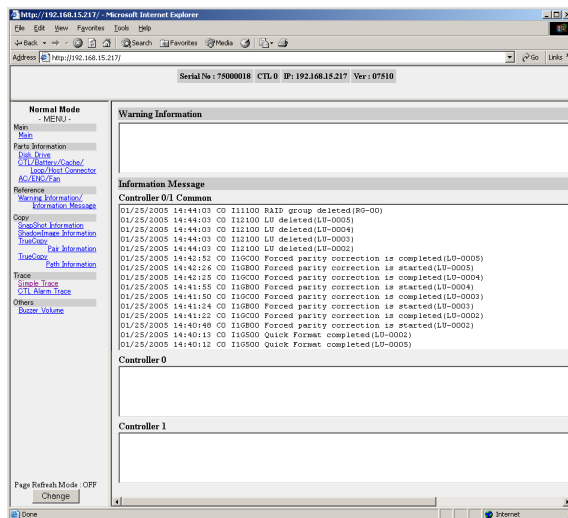 http://192.168.15.217/ - Microsoft Internet Explorer
File Edit View Favorites Tools Help
Back Search Favorites Media
Address http://192.168.15.217/ Go Links
Serial No : 75000018 CTL 0 IP: 192.168.15.217 Ver : 07510
Normal Mode
- MENU -
Main
Main
Parts Information
Disk Drive
CTL/Battery/Cache/
Loop/Host Connector
AC/ENC/Fan
Reference
Warning Information/
Information Message
Copy
SnapShot Information
ShadowImage Information
TrueCopy
Pair Information
TrueCopy
Path Information
Trace
Simple Trace
CTL Alarm Trace
Others
Buzzer Volume
Page Refresh Mode : OFF
Change
Warning Information
Information Message
Controller 0/1 Common
01/25/2005 14:44:03 C0 I11100 RAID group deleted(RG-00)
01/25/2005 14:44:03 C0 I12100 LU deleted(LU-0005)
01/25/2005 14:44:03 C0 I12100 LU deleted(LU-0004)
01/25/2005 14:44:03 C0 I12100 LU deleted(LU-0003)
01/25/2005 14:44:03 C0 I12100 LU deleted(LU-0002)
01/25/2005 14:42:52 C0 I1GC00 Forced parity correction is completed(LU-0005)
01/25/2005 14:42:26 C0 I1GB00 Forced parity correction is started(LU-0005)
01/25/2005 14:42:25 C0 I1GC00 Forced parity correction is completed(LU-0004)
01/25/2005 14:41:55 C0 I1GB00 Forced parity correction is started(LU-0004)
01/25/2005 14:41:50 C0 I1GC00 Forced parity correction is completed(LU-0003)
01/25/2005 14:41:24 C0 I1GB00 Forced parity correction is started(LU-0003)
01/25/2005 14:41:22 C0 I1GC00 Forced parity correction is completed(LU-0002)
01/25/2005 14:40:48 C0 I1GB00 Forced parity correction is started(LU-0002)
01/25/2005 14:40:13 C0 I1G500 Quick Format completed(LU-0002)
01/25/2005 14:40:12 C0 I1G500 Quick Format completed(LU-0005)
Controller 0
Controller 1
Done Internet